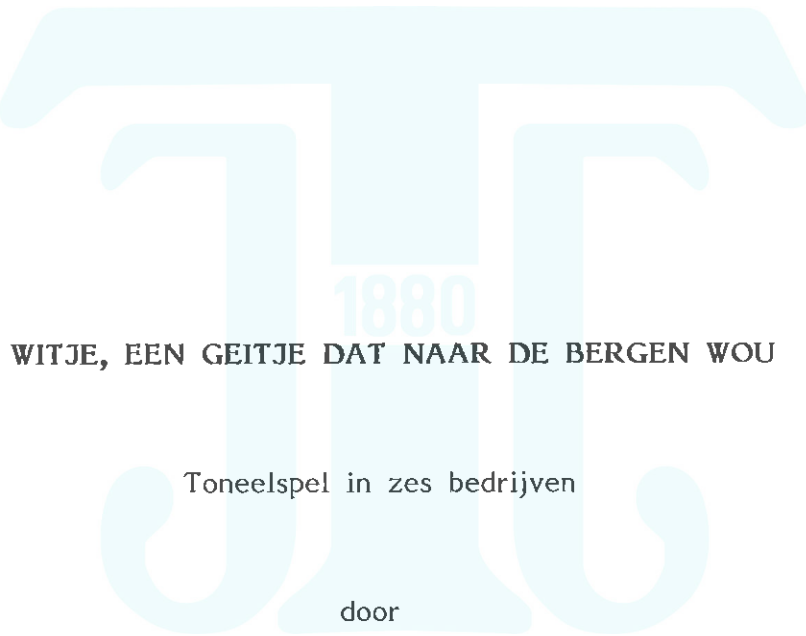 1880
WITJE, EEN GEITJE DAT NAAR DE BERGEN WOU
Toneelspel in zes bedrijven
door